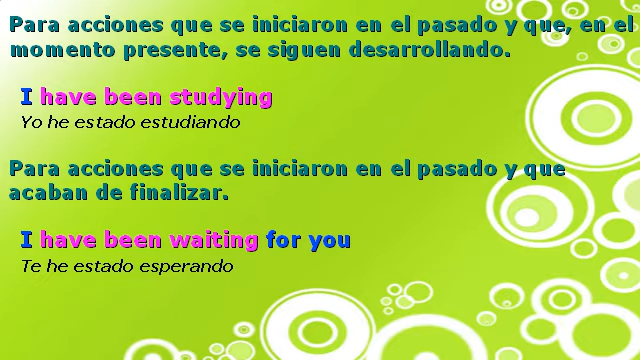 Para acciones que se iniciaron en el pasado y que, en el
momento presente, se siguen desarrollando.
I have been studying
Yo he estado estudiando
Para acciones que se iniciaron en el pasado y que
acaban de finalizar.
I have been waiting for you
Te he estado esperando